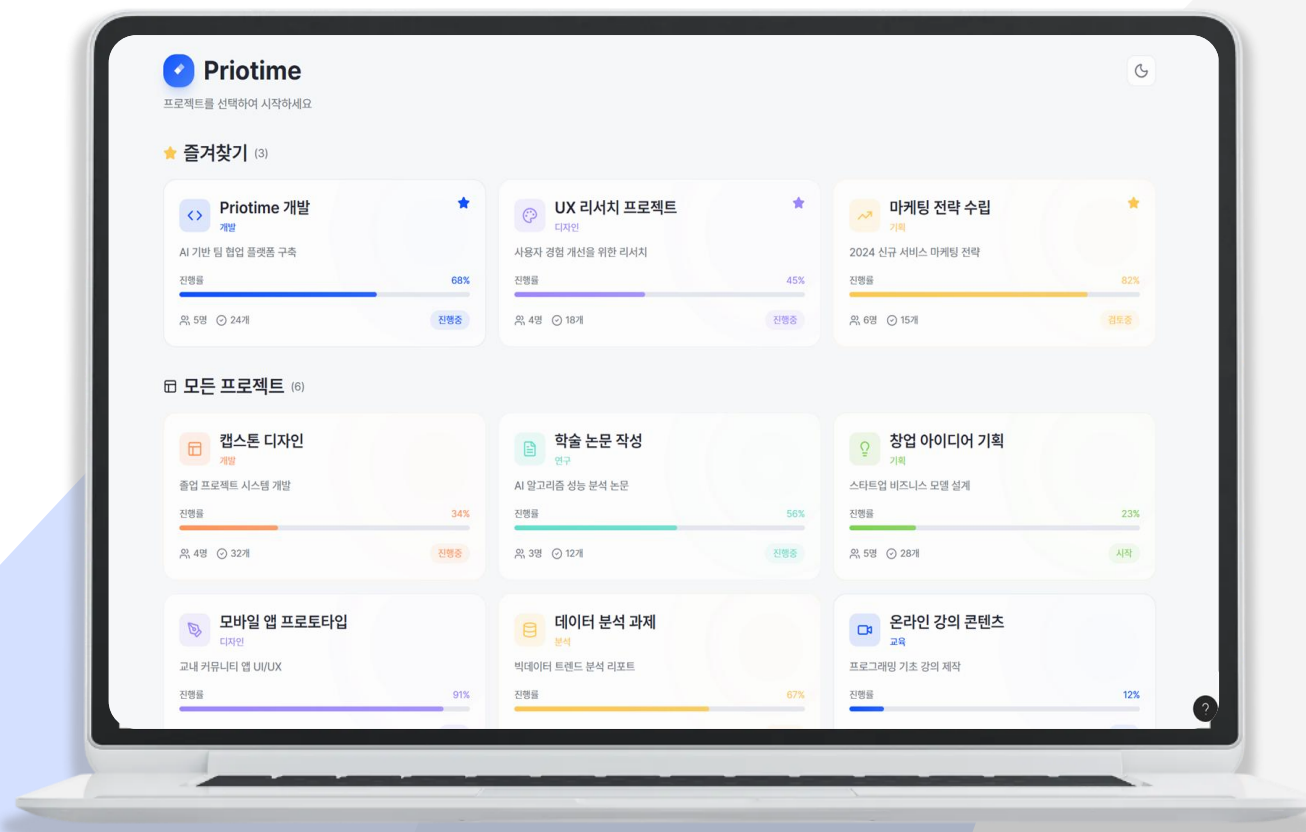 Priotime
프로젝트를 선택하여 시작하세요
즐겨찾기 (3)
Priotime 개발
개발
AI 기반 팀 협업 플랫폼 구축
진행률 68%
5명 24개 진행중
UX 리서치 프로젝트
디자인
사용자 경험 개선을 위한 리서치
진행률 45%
4명 18개 진행중
마케팅 전략 수립
기획
2024 신규 서비스 마케팅 전략
진행률 82%
6명 15개 검토중
모든 프로젝트 (6)
캡스톤 디자인
개발
졸업 프로젝트 시스템 개발
진행률 34%
4명 32개 진행중
학술 논문 작성
연구
AI 알고리즘 성능 분석 논문
진행률 56%
3명 12개 진행중
창업 아이디어 기획
기획
스타트업 비즈니스 모델 설계
진행률 23%
5명 28개 시작
모바일 앱 프로토타입
디자인
교내 커뮤니티 앱 UI/UX
진행률 91%
데이터 분석 과제
분석
빅데이터 트렌드 분석 리포트
진행률 67%
온라인 강의 콘텐츠
교육
프로그래밍 기초 강의 제작
진행률 12%
?